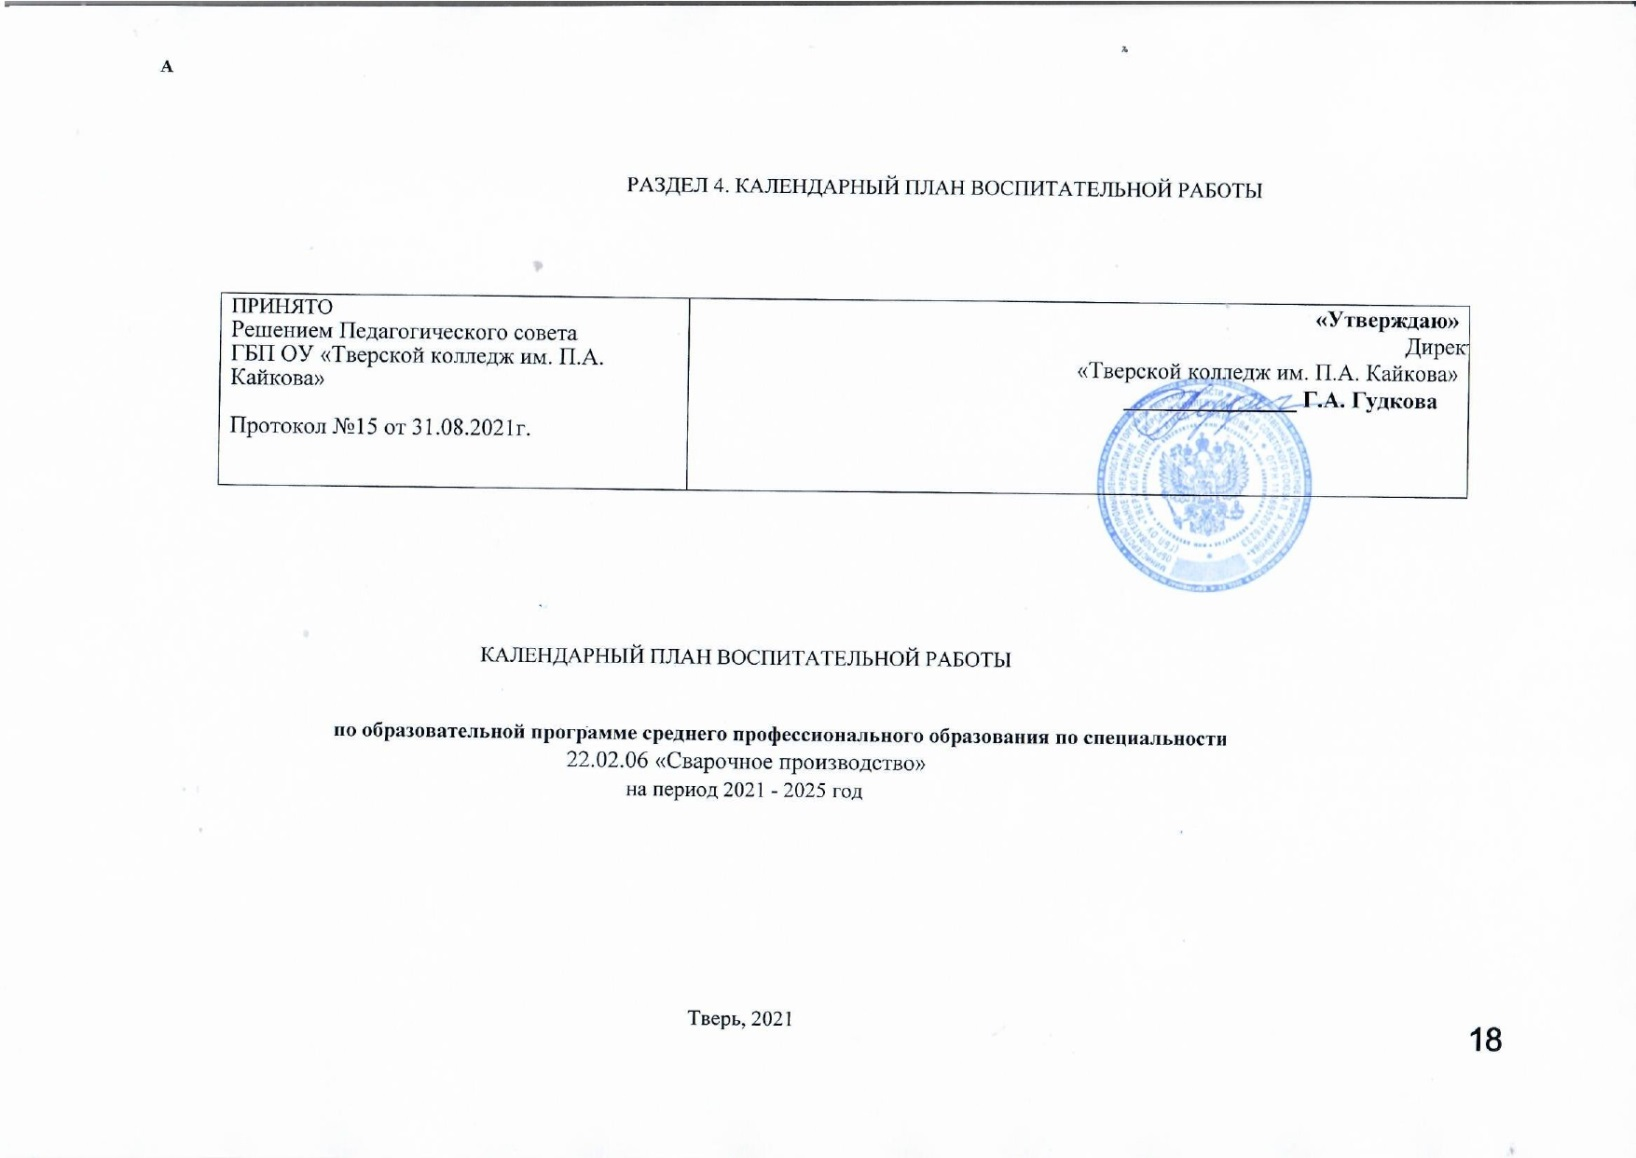 А
РАЗДЕЛ 4. КАЛЕНДАРНЫЙ ПЛАН ВОСПИТАТЕЛЬНОЙ РАБОТЫ
ПРИНЯТО
Решением Педагогического совета
ГБП ОУ «Тверской колледж им. П.А.
Кайкова»
Протокол №15 от 31.08.2021г.
«Утверждаю»
Дирек
«Тверской колледж им. П.А. Кайкова»
Г.А. Гудкова
КАЛЕНДАРНЫЙ ПЛАН ВОСПИТАТЕЛЬНОЙ РАБОТЫ
по образовательной программе среднего профессионального образования по специальности
22.02.06 «Сварочное производство»
на период 2021 - 2025 год
Тверь, 2021
18